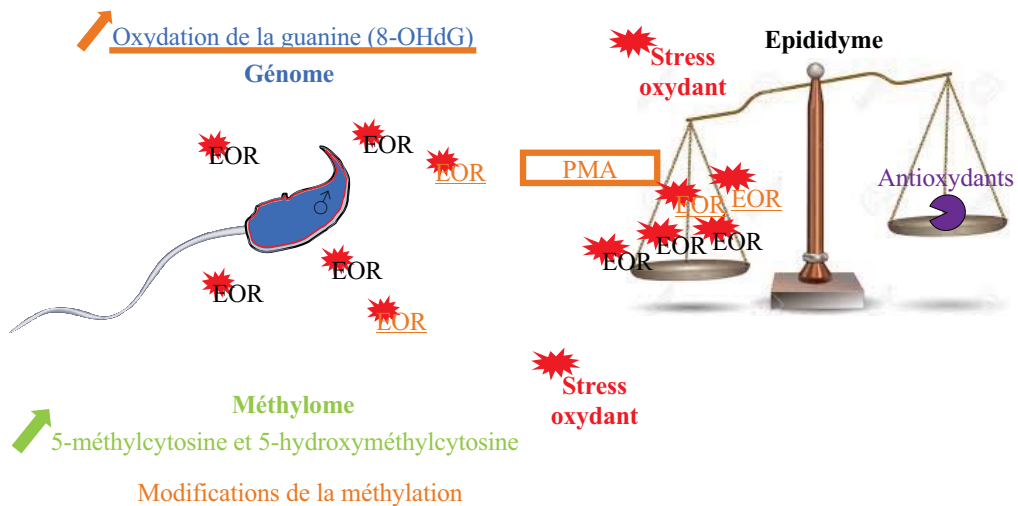 Oxydation de la guanine (8-OHdG)
Génome
EOR
EOR
EOR
♂
EOR
EOR
EOR
Stress
oxydant
Epididyme
PMA
Antioxydants
EOR
EOR
EOR
EOR
EOR
Stress
oxydant
Méthylome
5-méthylcytosine et 5-hydroxyméthylcytosine
Modifications de la méthylation